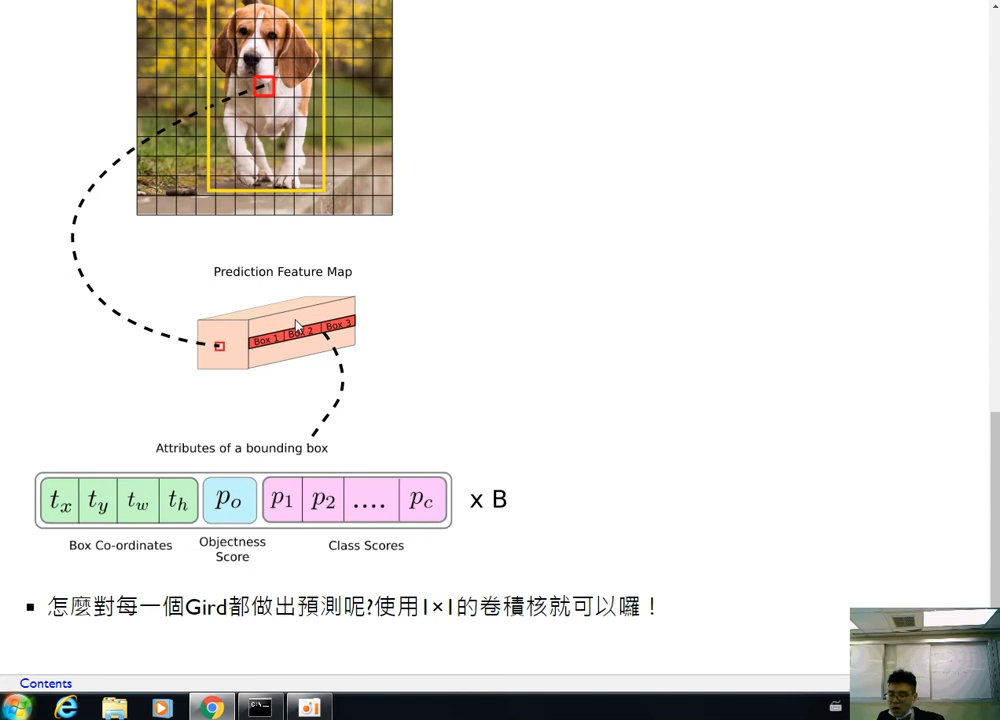 Prediction Feature Map
Box 1 Box 2 Box 3
Attributes of a bounding box
tx ty tw th po p1 p2 .... pc x B
Box Co-ordinates Objectness Score Class Scores
▪ 怎麼對每一個Gird都做出預測呢?使用1×1的卷積核就可以囉！
Contents